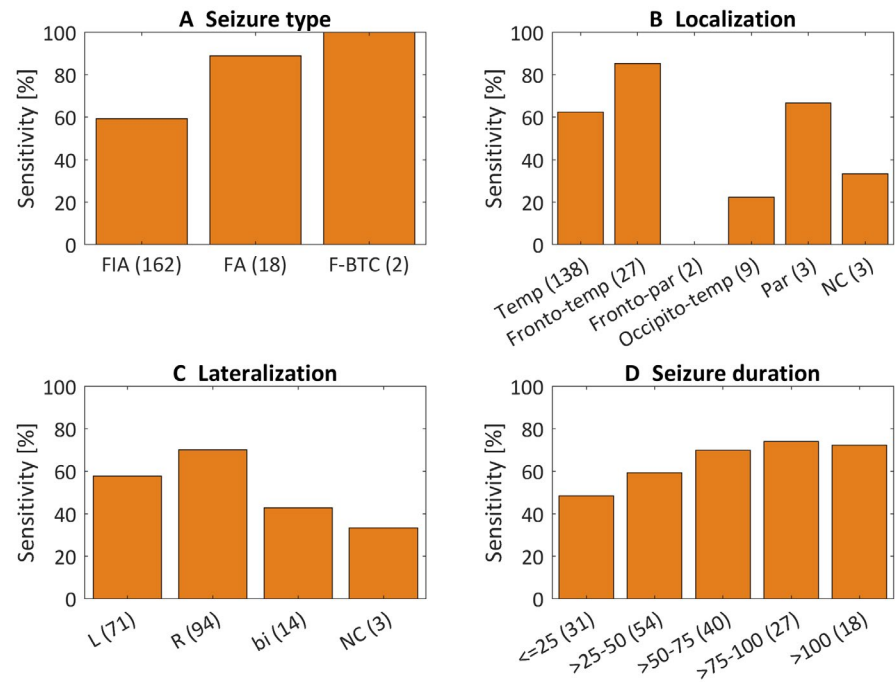 A Seizure type
Sensitivity [%]
100
80
60
40
20
0
FIA (162) FA (18) F-BTC (2)
B Localization
Sensitivity [%]
100
80
60
40
20
0
Temp (138)
Fronto-temp (27)
Fronto-par (2)
Occipito-temp (9)
Par (3)
NC (3)
C Lateralization
Sensitivity [%]
100
80
60
40
20
0
L (71)
R (94)
bi (14)
NC (3)
D Seizure duration
Sensitivity [%]
100
80
60
40
20
0
<=25 (31)
>25-50 (54)
>50-75 (40)
>75-100 (27)
>100 (18)